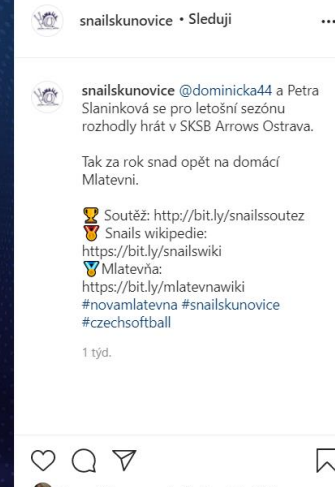 snailskunovice • Sleduji
snailskunovice @dominicka44 a Petra
Slaninková se pro letošní sezónu
rozhodly hrát v SKSB Arrows Ostrava.
Tak za rok snad opět na domácí
Mlatevni.
🏆 Soutěž: http://bit.ly/snailssoutez
🏅 Snails wikipedie:
https://bit.ly/snailswiki
🏅Mlatevňa:
https://bit.ly/mlatevnawiki
#novamlatevna #snailskunovice
#czechsoftball
1 týd.